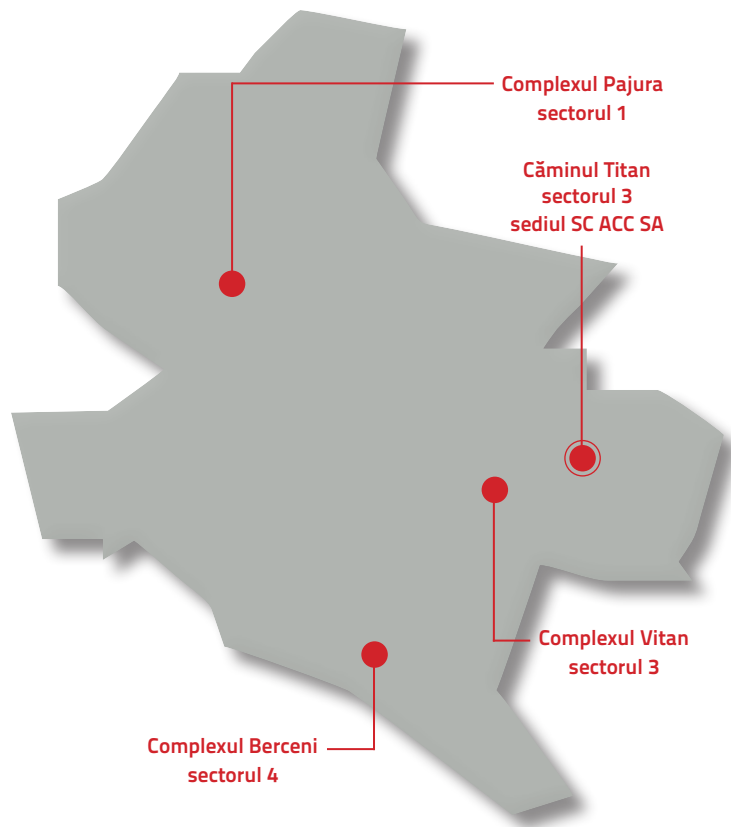 Complexul Pajura
sectorul 1
Căminul Titan
sectorul 3
sediul SC ACC SA
Complexul Vitan
sectorul 3
Complexul Berceni
sectorul 4